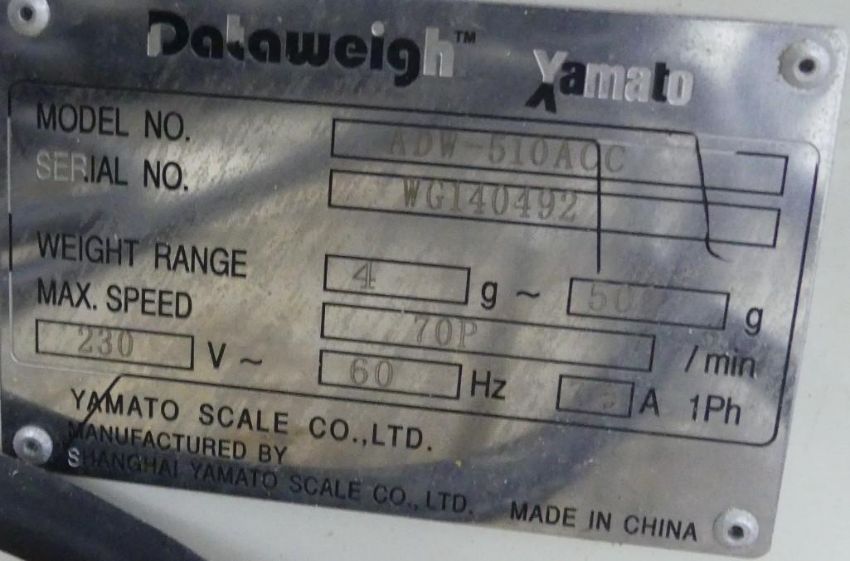 Dataweigh™ Yamato
MODEL NO. ADW-510ACC
SERIAL NO. WG140492
WEIGHT RANGE 4 g ~ g
MAX. SPEED 70P /min
230 V ~ 60 Hz A 1Ph
YAMATO SCALE CO.,LTD.
MANUFACTURED BY
SHANGHAI YAMATO SCALE CO., LTD.
MADE IN CHINA